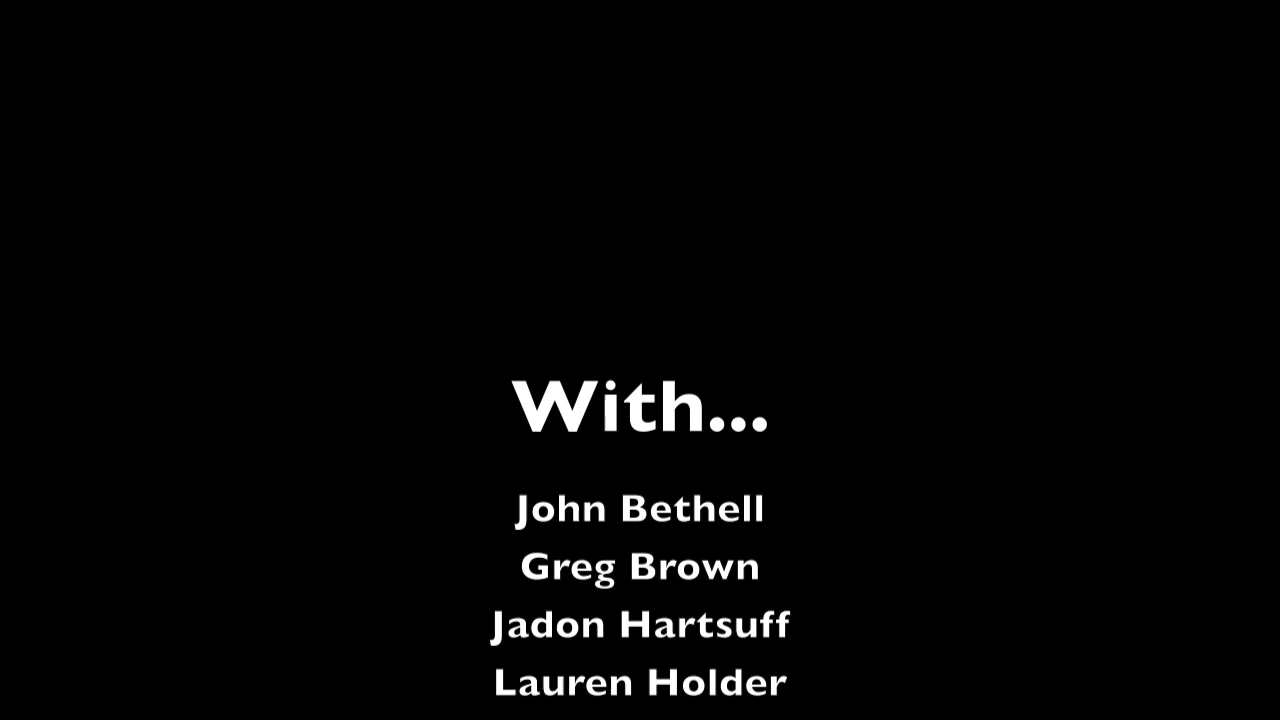 With...
John Bethell
Greg Brown
Jadon Hartsuff
Lauren Holder